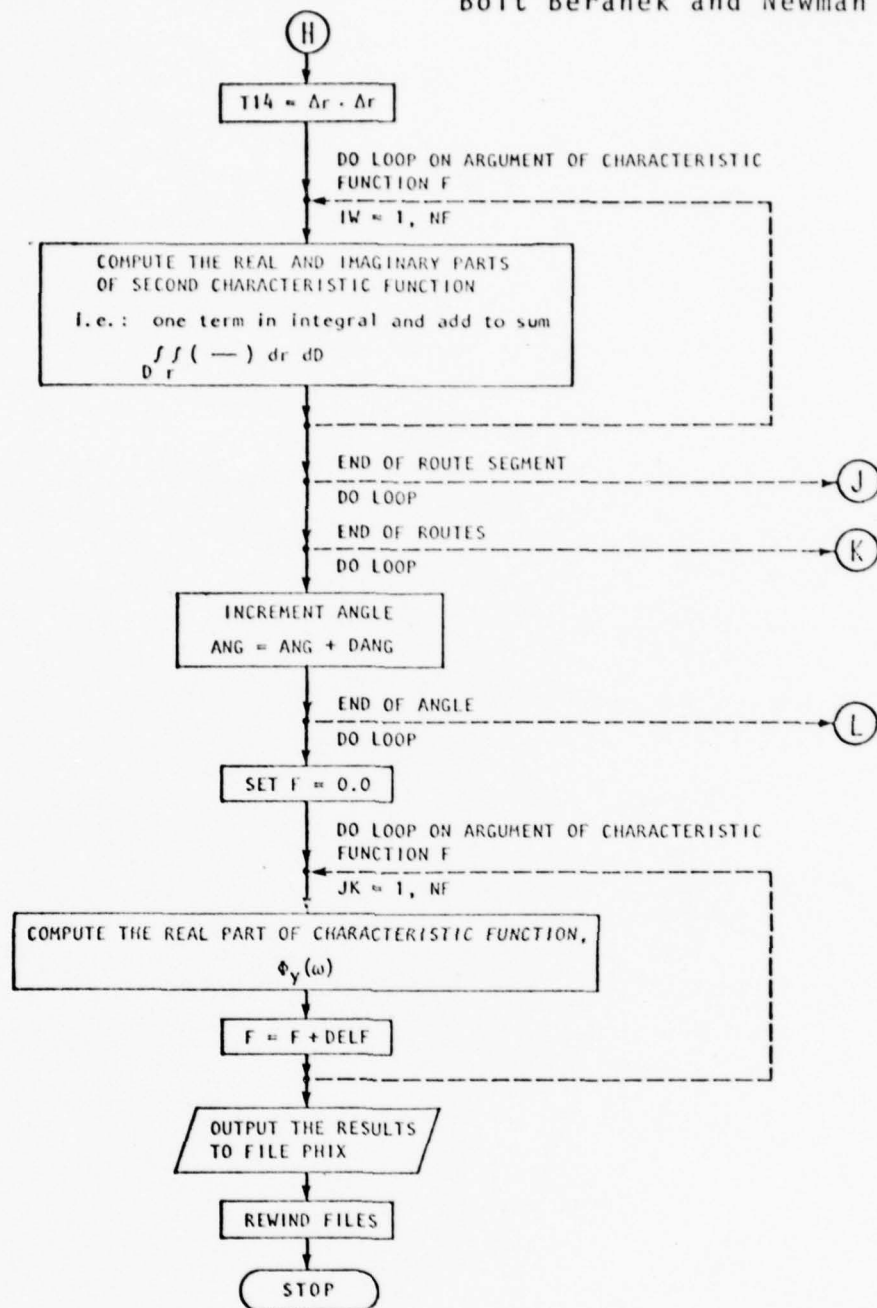 Bolt Beranek and Newman
H
T14 = Δr · Δr
DO LOOP ON ARGUMENT OF CHARACTERISTIC
FUNCTION F
IW = 1, NF
COMPUTE THE REAL AND IMAGINARY PARTS
OF SECOND CHARACTERISTIC FUNCTION
i.e.: one term in integral and add to sum
∫∫( — ) dr dD
D r
END OF ROUTE SEGMENT
DO LOOP
J
END OF ROUTES
DO LOOP
K
INCREMENT ANGLE
ANG = ANG + DANG
END OF ANGLE
DO LOOP
L
SET F = 0.0
DO LOOP ON ARGUMENT OF CHARACTERISTIC
FUNCTION F
JK = 1, NF
COMPUTE THE REAL PART OF CHARACTERISTIC FUNCTION,
Φy(ω)
F = F + DELF
OUTPUT THE RESULTS
TO FILE PHIX
REWIND FILES
STOP